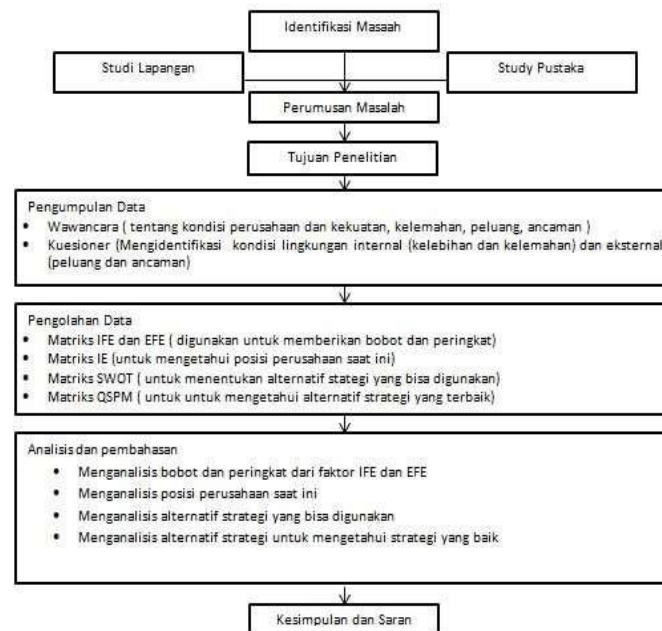 Identifikasi Masaah
Studi Lapangan
Study Pustaka
Perumusan Masalah
Tujuan Penelitian
Pengumpulan Data
• Wawancara ( tentang kondisi perusahaan dan kekuatan, kelemahan, peluang, ancaman )
• Kuesioner (Mengidentifikasi kondisi lingkungan internal (kelebihan dan kelemahan) dan eksternal
(peluang dan ancaman)
Pengolahan Data
• Matriks IFE dan EFE ( digunakan untuk memberikan bobot dan peringkat)
• Matriks IE (untuk mengetahui posisi perusahaan saat ini)
• Matriks SWOT ( untuk menentukan alternatif stategi yang bisa digunakan)
• Matriks QSPM ( untuk untuk mengetahui alternatif strategi yang terbaik)
Analisis dan pembahasan
• Menganalisis bobot dan peringkat dari faktor IFE dan EFE
• Menganalisis posisi perusahaan saat ini
• Menganalisis alternatif strategi yang bisa digunakan
• Menganalisis alternatif strategi untuk mengetahui strategi yang baik
Kesimpulan dan Saran